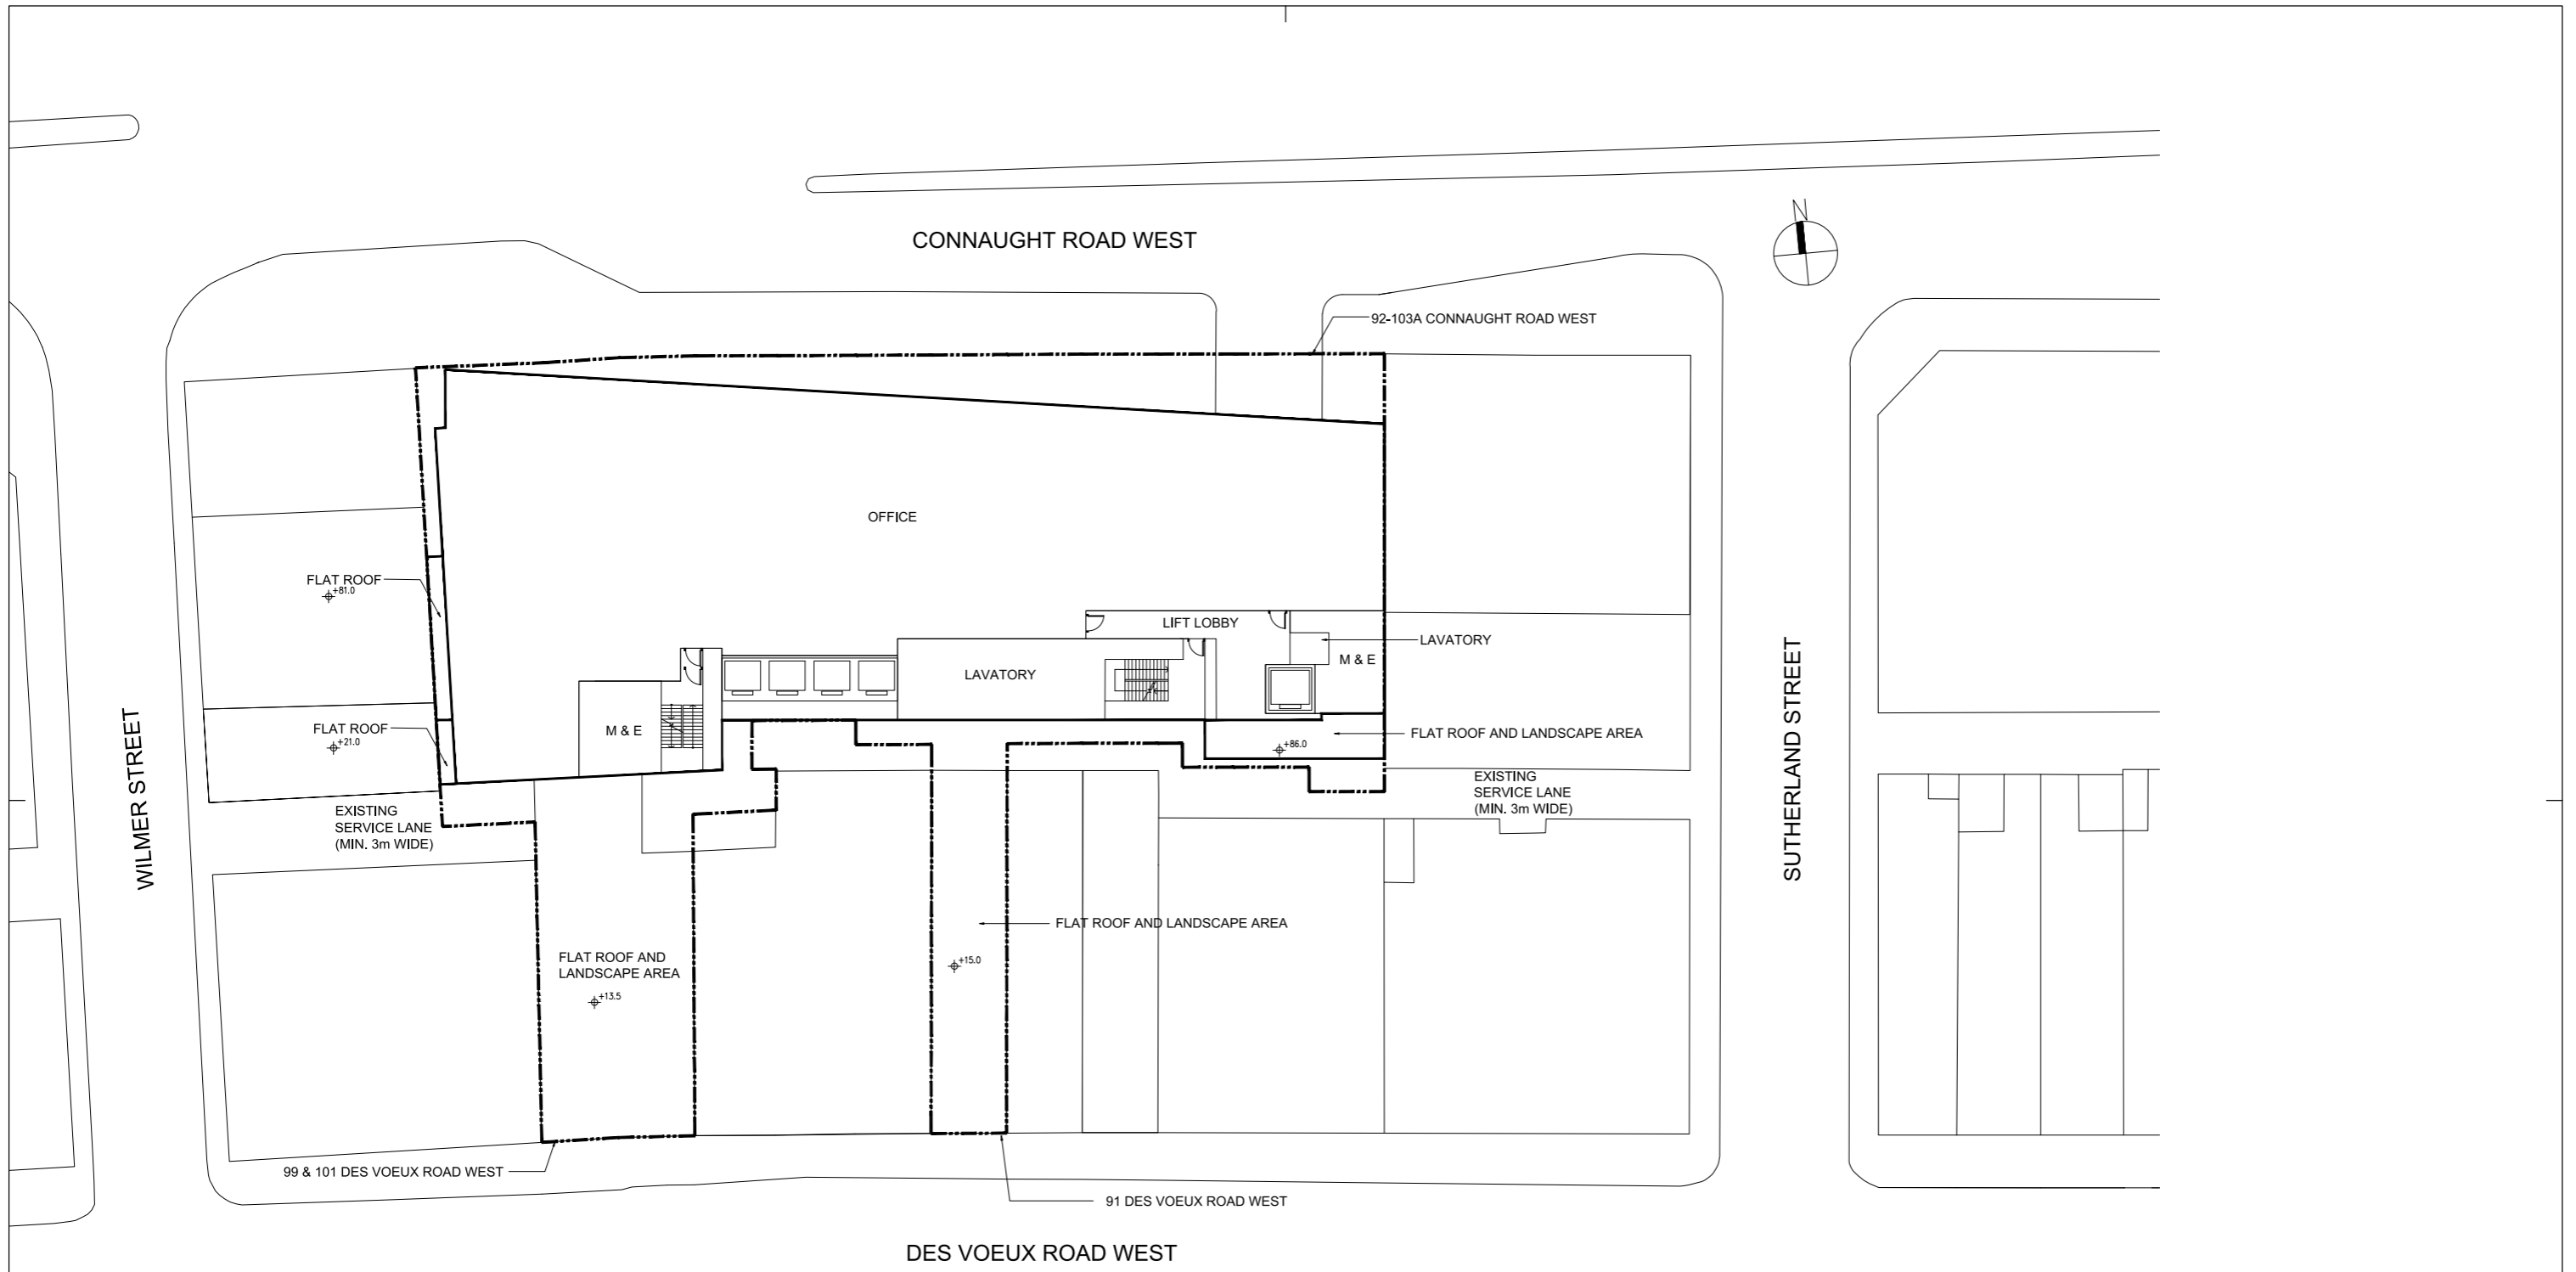 N
CONNAUGHT ROAD WEST
92-103A CONNAUGHT ROAD WEST
OFFICE
FLAT ROOF
+81.0
LIFT LOBBY
LAVATORY
M & E
LAVATORY
FLAT ROOF
+21.0
M & E
FLAT ROOF AND LANDSCAPE AREA
+86.0
WILMER STREET
SUTHERLAND STREET
EXISTING
SERVICE LANE
(MIN. 3m WIDE)
EXISTING
SERVICE LANE
(MIN. 3m WIDE)
FLAT ROOF AND LANDSCAPE AREA
+15.0
FLAT ROOF AND
LANDSCAPE AREA
+13.5
99 & 101 DES VOEUX ROAD WEST
91 DES VOEUX ROAD WEST
DES VOEUX ROAD WEST